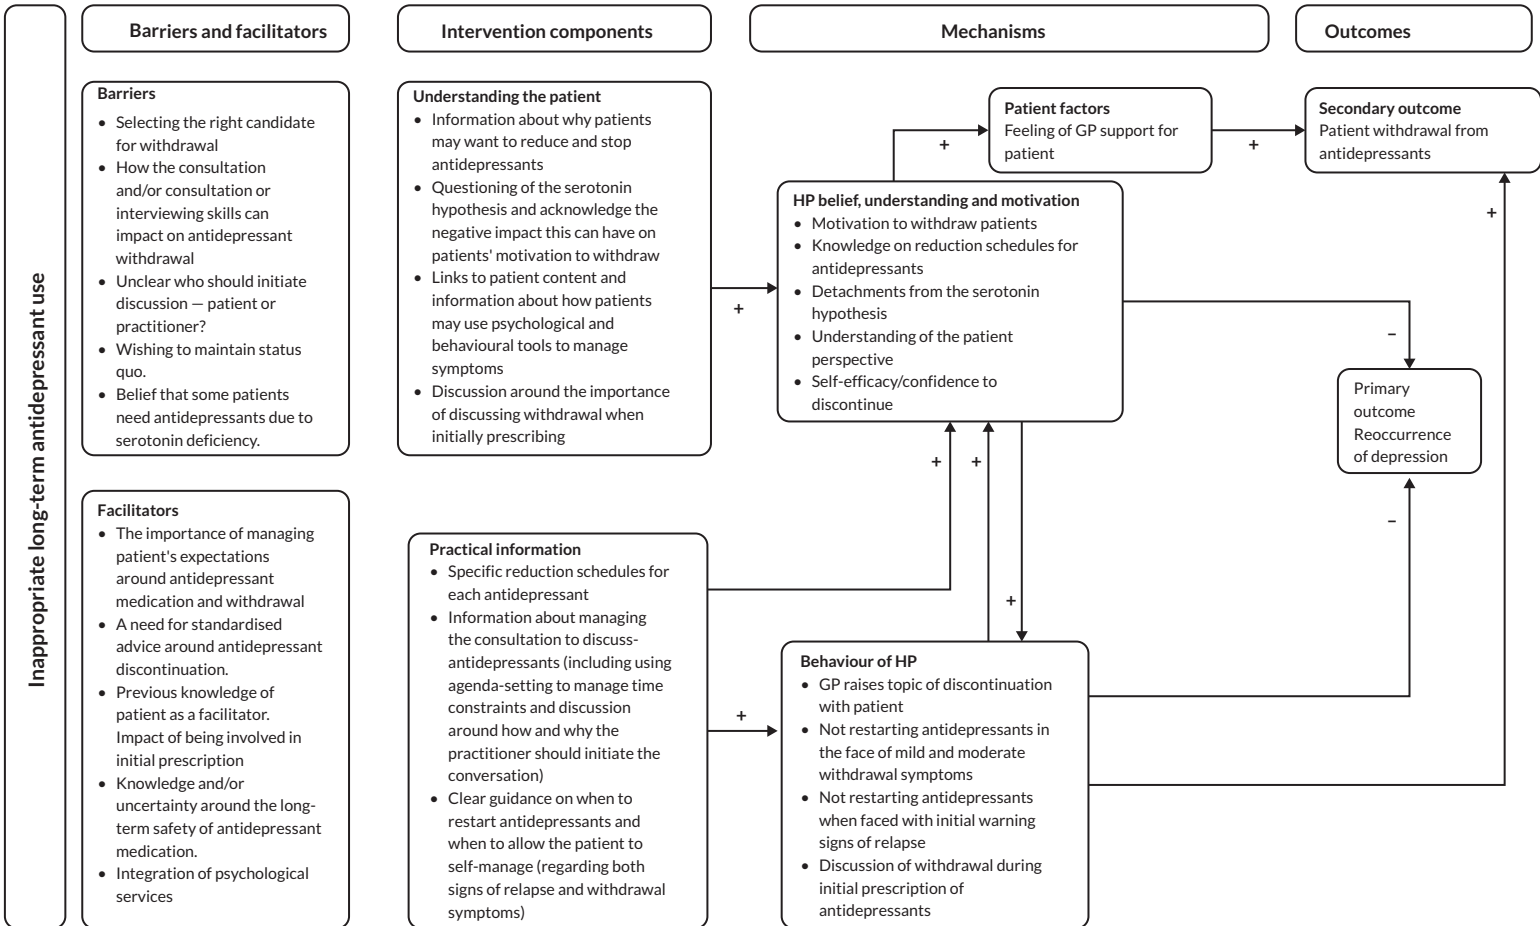 Inappropriate long-term antidepressant use
Barriers and facilitators
Intervention components
Mechanisms
Outcomes
Barriers
• Selecting the right candidate
for withdrawal
• How the consultation
and/or consultation or
interviewing skills can
impact on antidepressant
withdrawal
• Unclear who should initiate
discussion — patient or
practitioner?
• Wishing to maintain status
quo.
• Belief that some patients
need antidepressants due to
serotonin deficiency.
Facilitators
• The importance of managing
patient's expectations
around antidepressant
medication and withdrawal
• A need for standardised
advice around antidepressant
discontinuation.
• Previous knowledge of
patient as a facilitator.
Impact of being involved in
initial prescription
• Knowledge and/or
uncertainty around the long-
term safety of antidepressant
medication.
• Integration of psychological
services
Understanding the patient
• Information about why patients
may want to reduce and stop
antidepressants
• Questioning of the serotonin
hypothesis and acknowledge the
negative impact this can have on
patients' motivation to withdraw
• Links to patient content and
information about how patients
may use psychological and
behavioural tools to manage
symptoms
• Discussion around the importance
of discussing withdrawal when
initially prescribing
Practical information
• Specific reduction schedules for
each antidepressant
• Information about managing
the consultation to discuss-
antidepressants (including using
agenda-setting to manage time
constraints and discussion
around how and why the
practitioner should initiate the
conversation)
• Clear guidance on when to
restart antidepressants and
when to allow the patient to
self-manage (regarding both
signs of relapse and withdrawal
symptoms)
+
+
Patient factors
Feeling of GP support for
patient
+
+
HP belief, understanding and motivation
• Motivation to withdraw patients
• Knowledge on reduction schedules for
antidepressants
• Detachments from the serotonin
hypothesis
• Understanding of the patient
perspective
• Self-efficacy/confidence to
discontinue
+
+
+
Behaviour of HP
• GP raises topic of discontinuation
with patient
• Not restarting antidepressants in
the face of mild and moderate
withdrawal symptoms
• Not restarting antidepressants
when faced with initial warning
signs of relapse
• Discussion of withdrawal during
initial prescription of
antidepressants
Secondary outcome
Patient withdrawal from
antidepressants
+
–
Primary
outcome
Reoccurrence
of depression
–